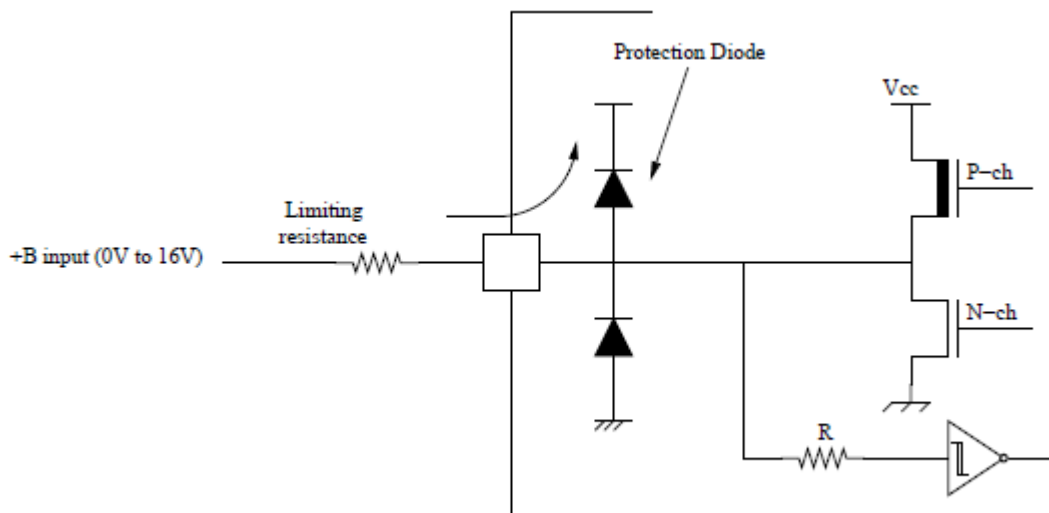 Protection Diode
Vcc
P-ch
Limiting
resistance
+B input (0V to 16V)
N-ch
R